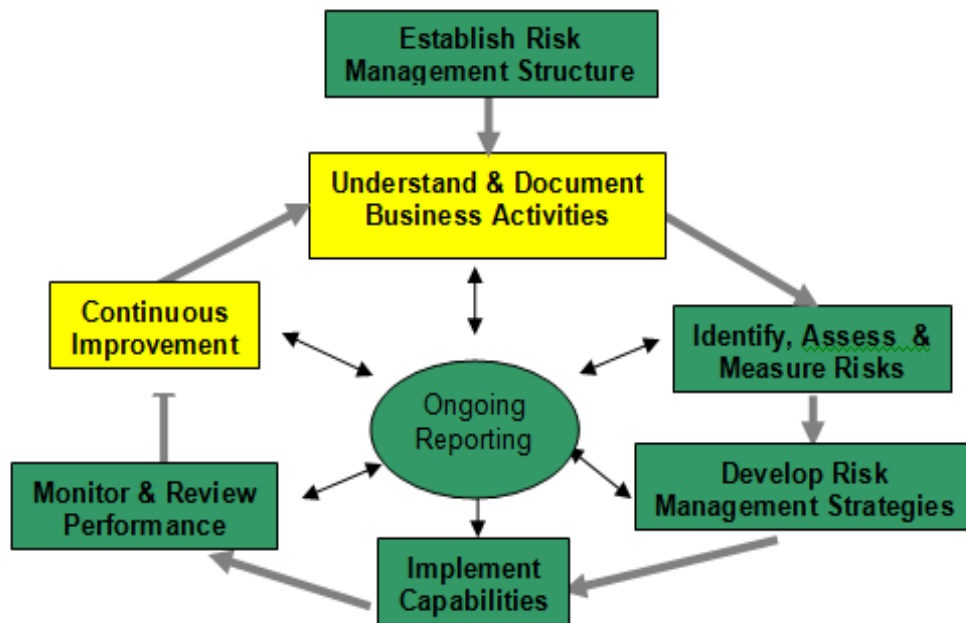 Establish Risk
Management Structure
Understand & Document
Business Activities
Continuous
Improvement
Identify, Assess &
Measure Risks
Ongoing
Reporting
Monitor & Review
Performance
Develop Risk
Management Strategies
Implement
Capabilities